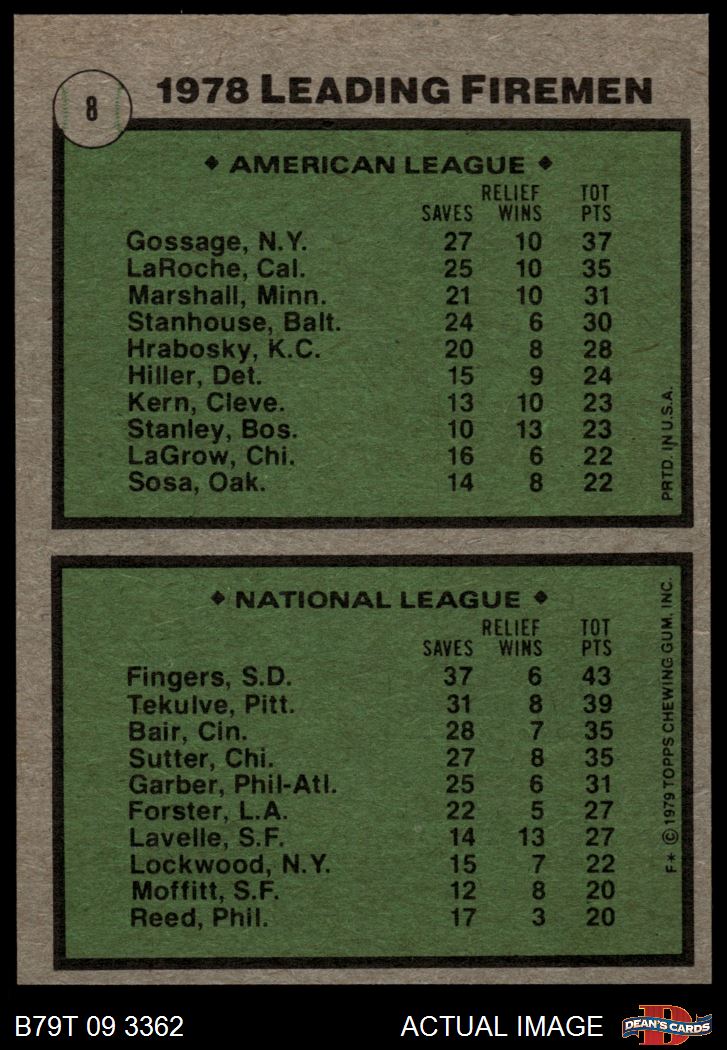 8
1978 LEADING FIREMEN
◆ AMERICAN LEAGUE ◆
RELIEF TOT
SAVES WINS PTS
Gossage, N.Y. 27 10 37
LaRoche, Cal. 25 10 35
Marshall, Minn. 21 10 31
Stanhouse, Balt. 24 6 30
Hrabosky, K.C. 20 8 28
Hiller, Det. 15 9 24
Kern, Cleve. 13 10 23
Stanley, Bos. 10 13 23
LaGrow, Chi. 16 6 22
Sosa, Oak. 14 8 22
PRTD. IN U.S.A.
◆ NATIONAL LEAGUE ◆
RELIEF TOT
SAVES WINS PTS
Fingers, S.D. 37 6 43
Tekulve, Pitt. 31 8 39
Bair, Cin. 28 7 35
Sutter, Chi. 27 8 35
Garber, Phil-Atl. 25 6 31
Forster, L.A. 22 5 27
Lavelle, S.F. 14 13 27
Lockwood, N.Y. 15 7 22
Moffitt, S.F. 12 8 20
Reed, Phil. 17 3 20
F* © 1979 TOPPS CHEWING GUM, INC.
B79T 09 3362 ACTUAL IMAGE
D
DEAN'S CARDS